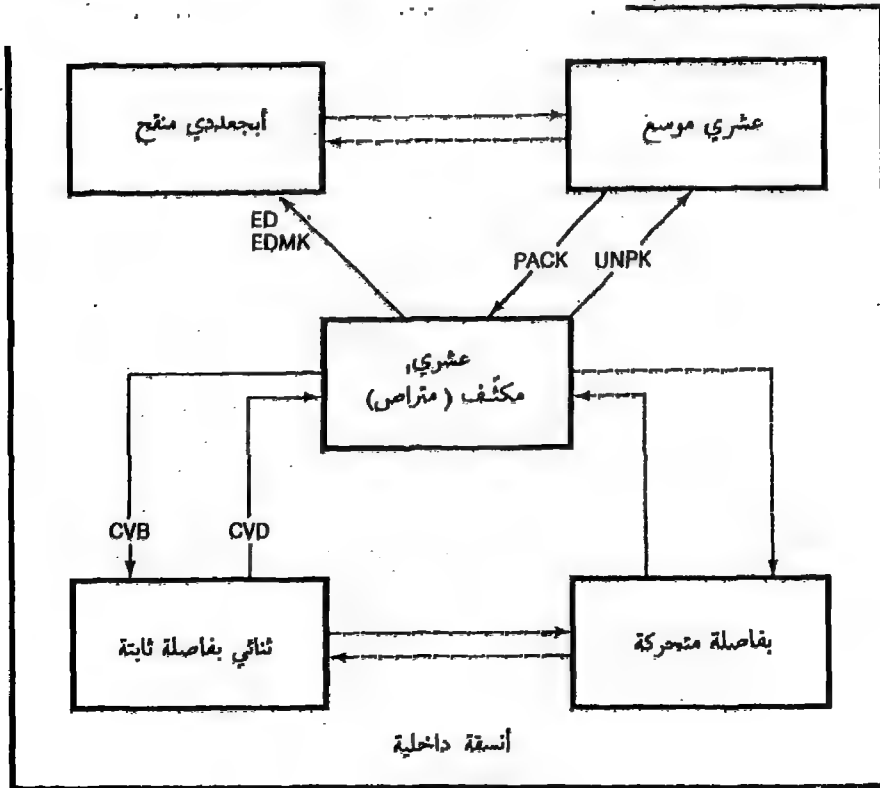 أبجعددي منقح
عشري موسع
ED
EDMK
PACK
UNPK
عشري
مكثّف (متراص)
CVB
CVD
ثنائي بفاصلة ثابتة
بفاصلة متحركة
أنسقة داخلية